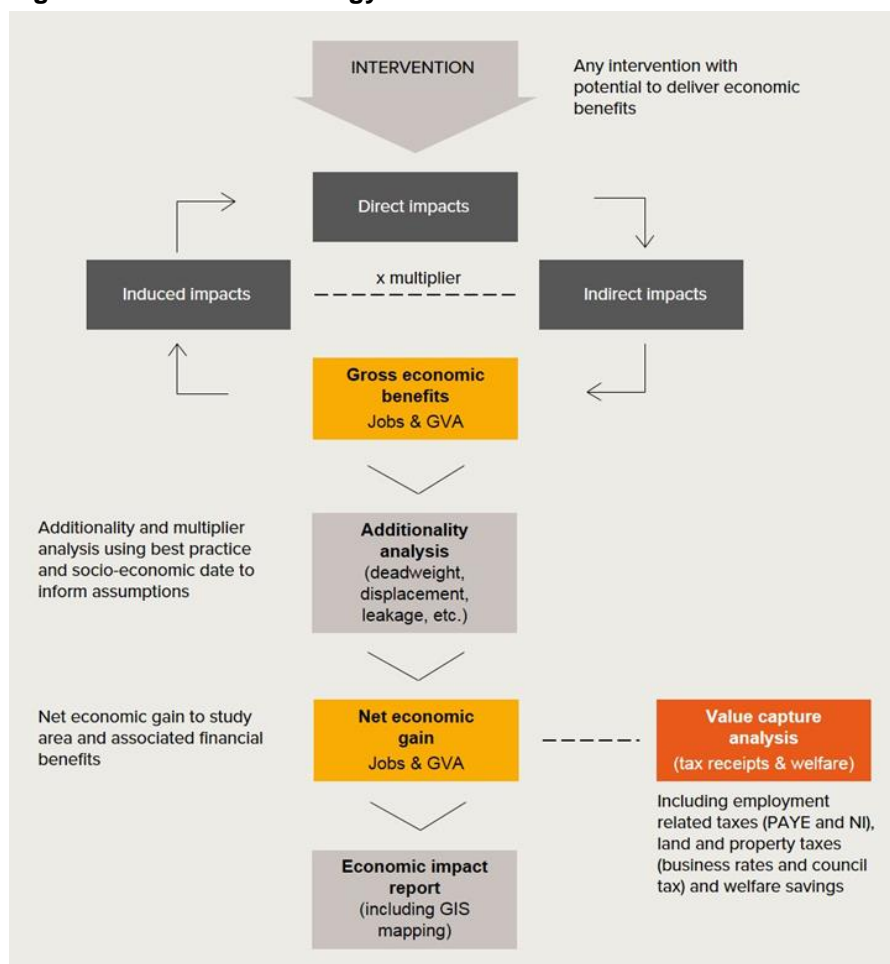 INTERVENTION
Any intervention with
potential to deliver economic
benefits
Direct impacts
x multiplier
Induced impacts
Indirect impacts
Gross economic
benefits
Jobs & GVA
Additionality and multiplier
analysis using best practice
and socio-economic date to
inform assumptions
Additionality
analysis
(deadweight,
displacement,
leakage, etc.)
Net economic gain to study
area and associated financial
benefits
Net economic
gain
Jobs & GVA
Value capture
analysis
(tax receipts & welfare)
Including employment
related taxes (PAYE and NI),
land and property taxes
(business rates and council
tax) and welfare savings
Economic impact
report
(including GIS
mapping)